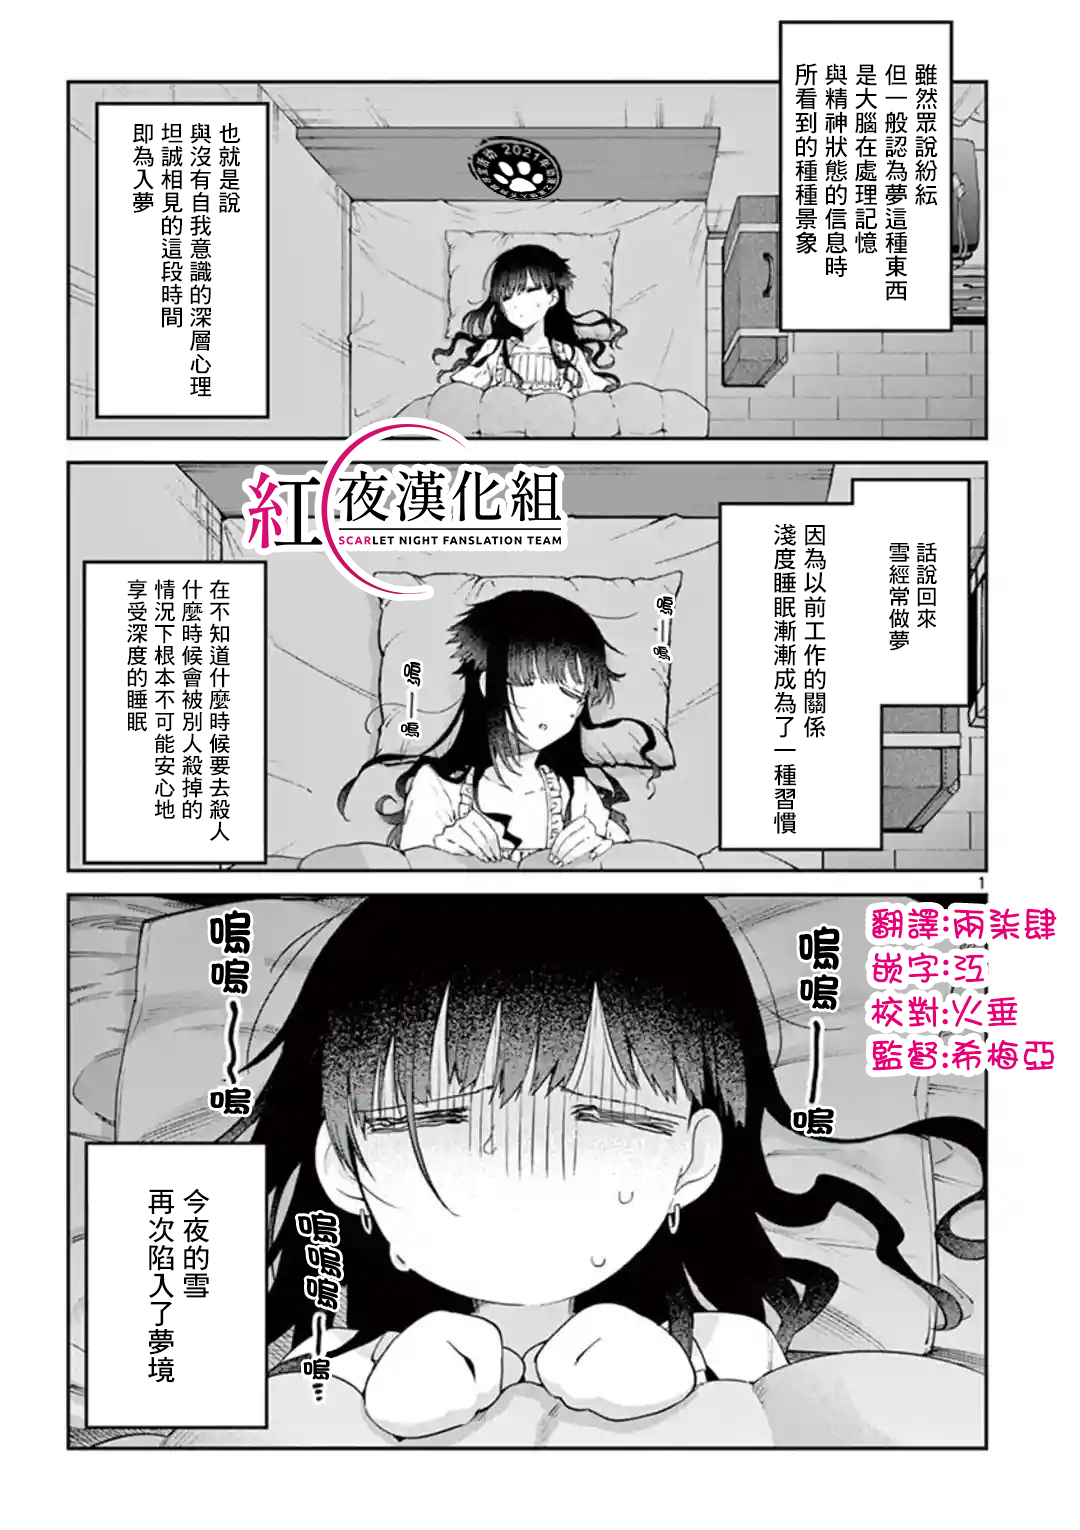 雖然眾說紛紜
但一般認為夢這種東西
是大腦在處理記憶
與精神狀態的信息時
所看到的種種景象
也就是說
與沒有自我意識的深層心理
坦誠相見的這段時間
即為入夢
紅夜漢化組
SCARLET NIGHT FANSLATION TEAM
話說回來
雪經常做夢
因為以前工作的關係
淺度睡眠漸漸成為了一種習慣
嗚——嗚
嗚——嗚
在不知道什麼時候要去殺人
什麼時候會被別人殺掉的
情況下根本不可能安心地
享受深度的睡眠
1
翻譯:兩柒肆
嵌字:江
校對:火垂
監督:希梅亞
嗚嗚~~嗚
嗚嗚~~嗚
嗚呃呃呃…嗚…
今夜的雪
再次陷入了夢境